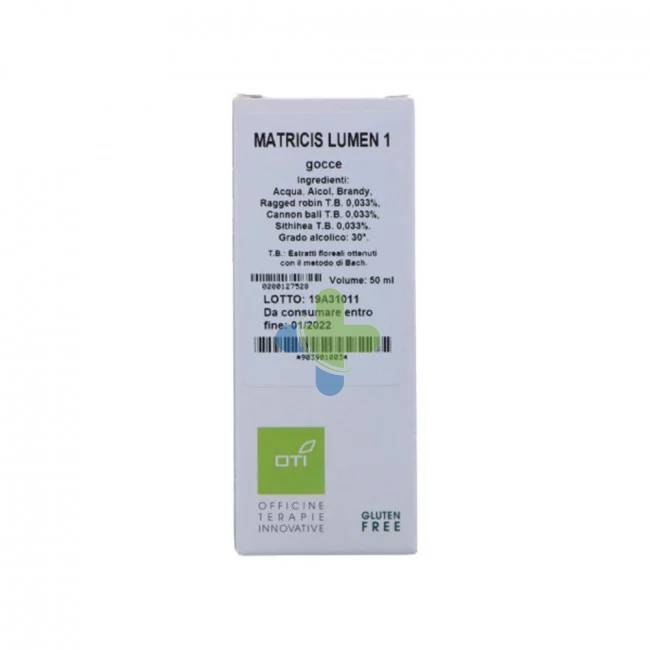 MATRICIS LUMEN 1
gocce
Ingredienti:
Acqua, Alcol, Brandy,
Ragged robin T.B. 0,033%,
Cannon ball T.B. 0,033%,
Sithihea T.B. 0,033%.
Grado alcolico: 30°.
T.B.: Estratti floreali ottenuti
con il metodo di Bach.
Volume: 50 ml
0200127528
LOTTO: 19A31011
Da consumare entro
fine: 01/2022
*903901003*
OTI
OFFICINE
TERAPIE
INNOVATIVE
GLUTEN
FREE